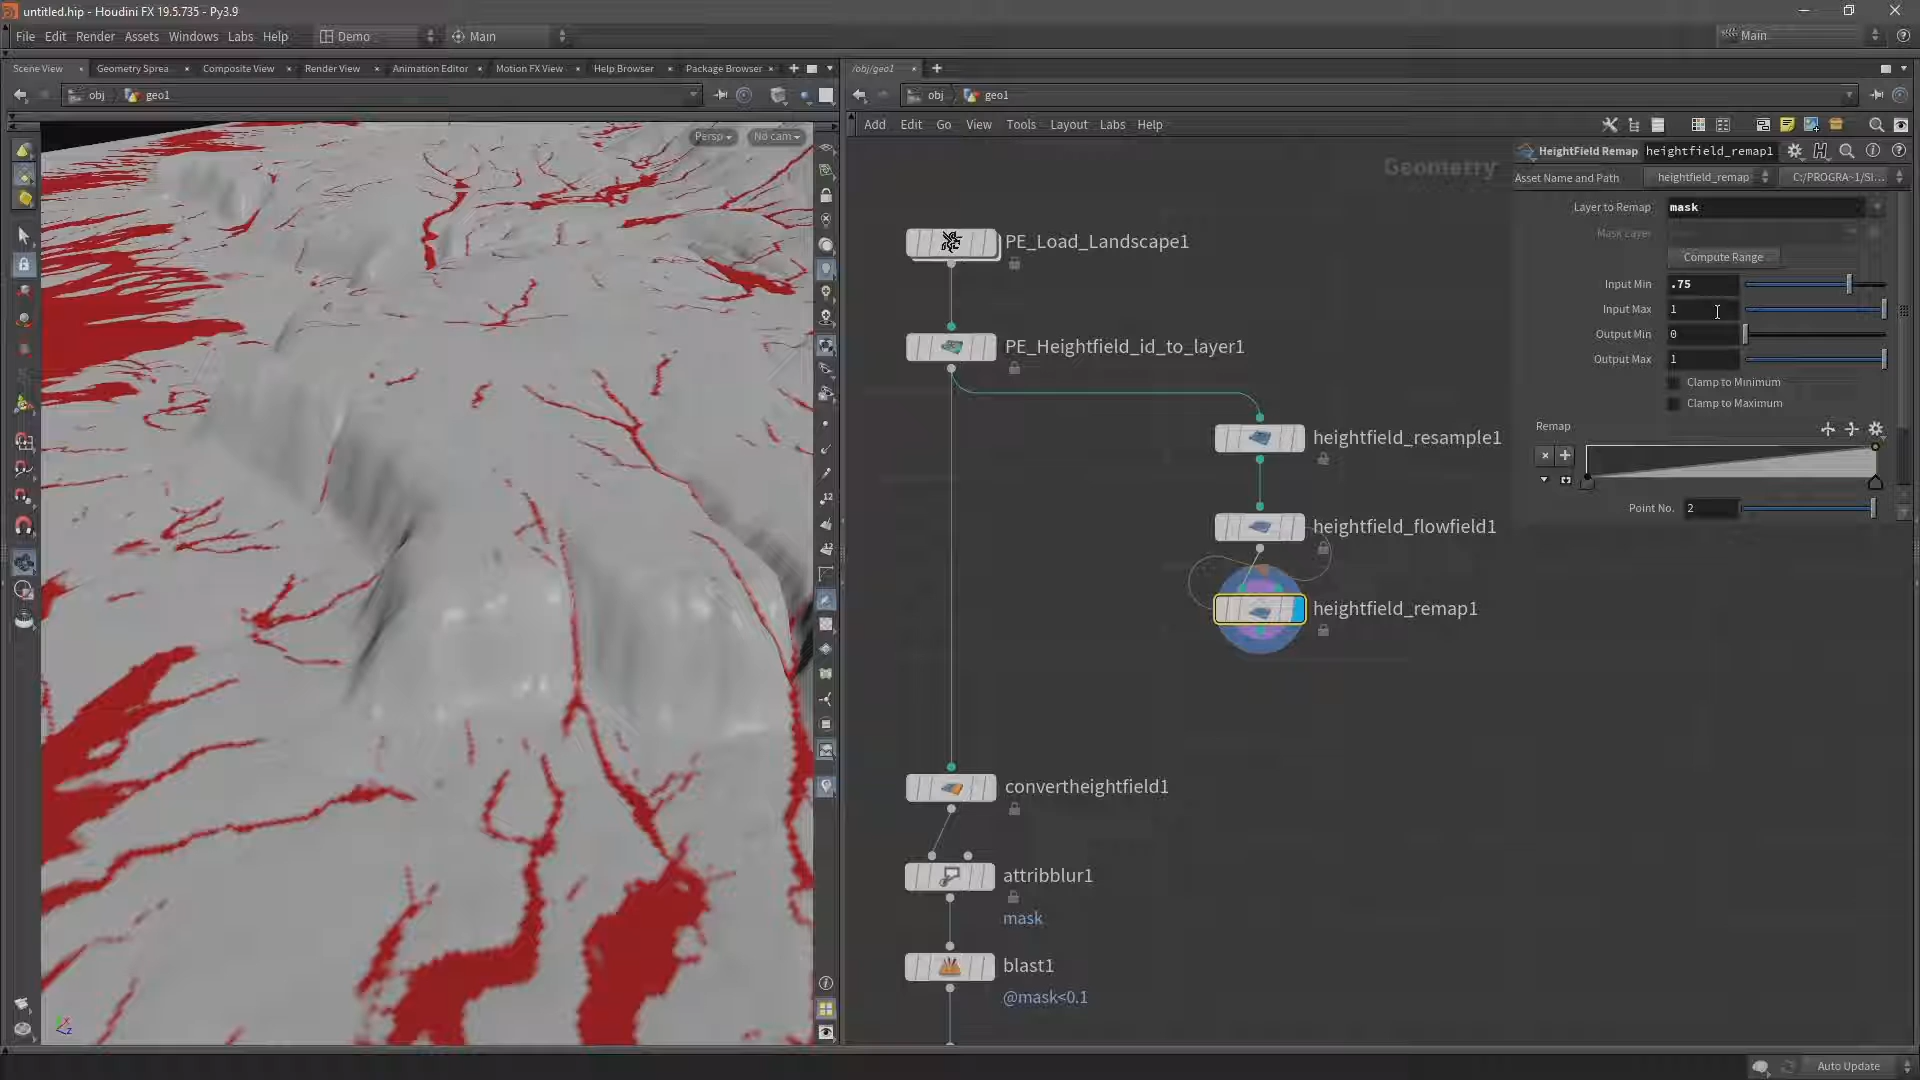 untitled.hip - Houdini FX 19.5.735 - Py3.9
File Edit Render Assets Windows Labs Help Demo Main Main
Scene View Geometry Sprea Composite View Render View Animation Editor Motion FX View Help Browser Package Browser
/obj/geo1
obj geo1
obj geo1
Add Edit Go View Tools Layout Labs Help
Persp No cam
Geometry
HeightField Remap heightfield_remap1
Asset Name and Path heightfield_remap C:/PROGRA~1/SI...
Layer to Remap mask
Mask Layer
Compute Range
Input Min .75
Input Max 1
Output Min 0
Output Max 1
Clamp to Minimum
Clamp to Maximum
Remap
Point No. 2
PE_Load_Landscape1
PE_Heightfield_id_to_layer1
heightfield_resample1
heightfield_flowfield1
heightfield_remap1
convertheightfield1
attribblur1
mask
blast1
@mask<0.1
12
12
Auto Update